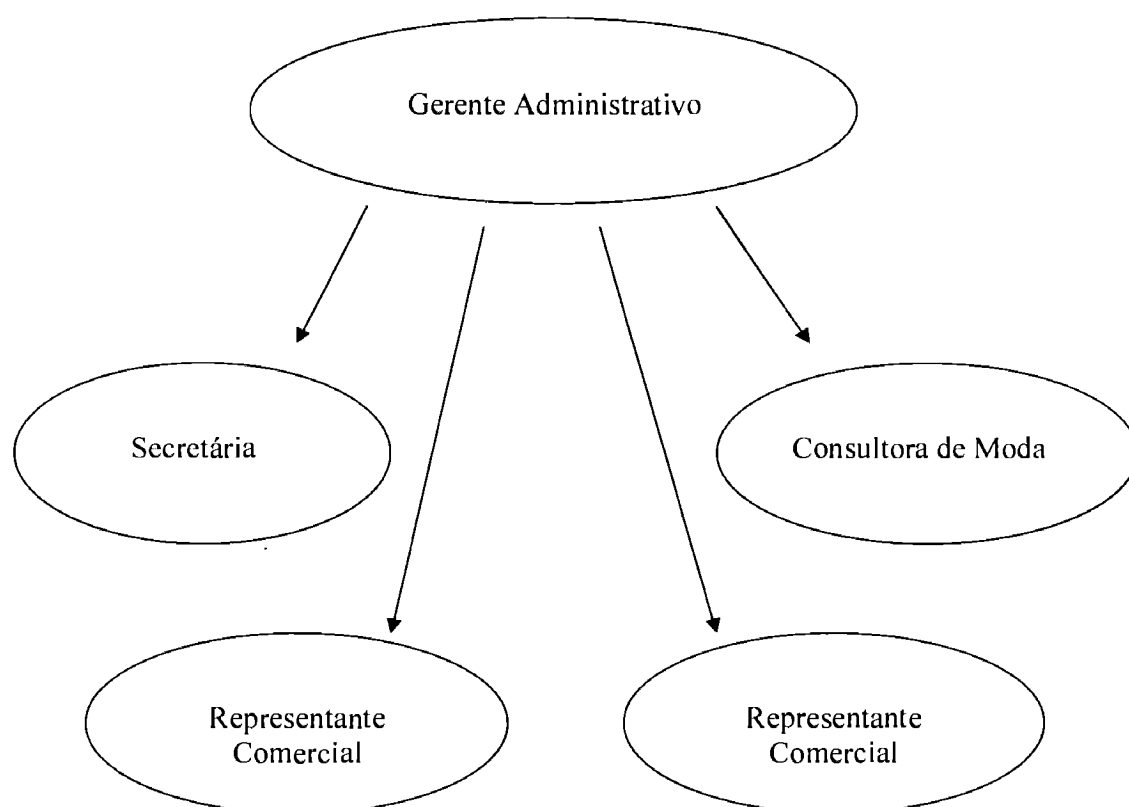 Gerente Administrativo
Secretária
Consultora de Moda
Representante
Comercial
Representante
Comercial